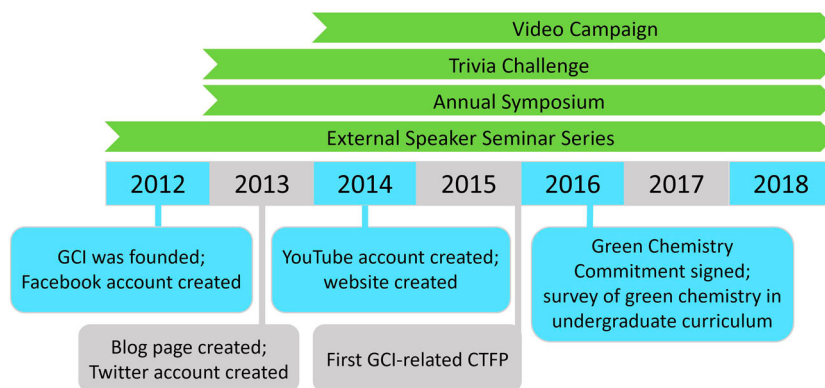 Video Campaign
Trivia Challenge
Annual Symposium
External Speaker Seminar Series
2012 2013 2014 2015 2016 2017 2018
GCI was founded;
Facebook account created
YouTube account created;
website created
Green Chemistry
Commitment signed;
survey of green chemistry in
undergraduate curriculum
Blog page created;
Twitter account created
First GCI-related CTFP